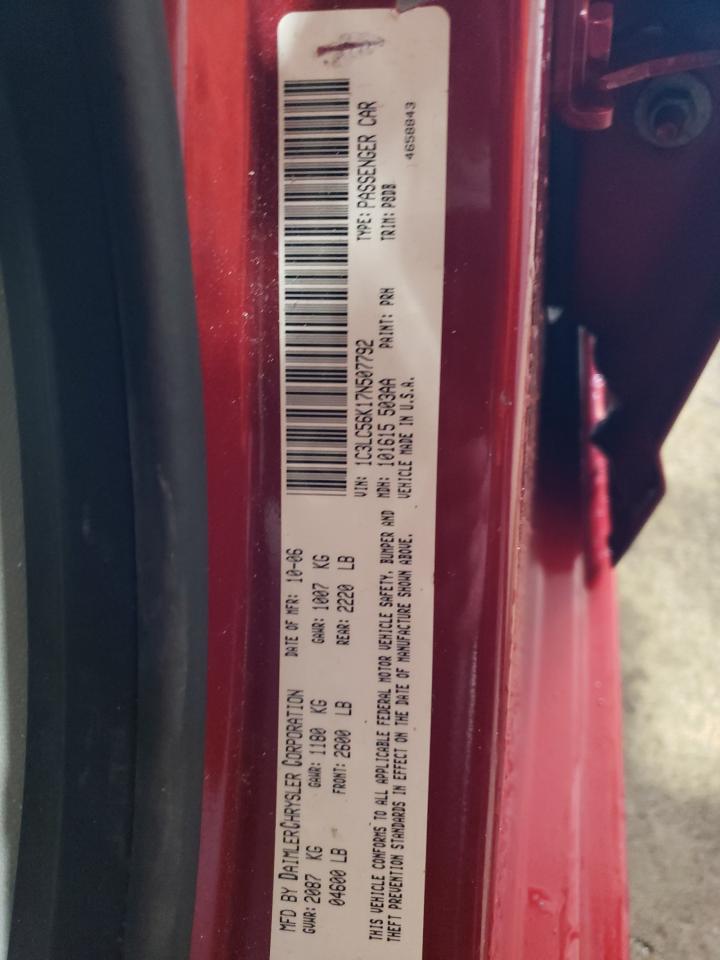 MFD BY DAIMLERCHRYSLER CORPORATION DATE OF MFR: 10-06
GVWR: 2087 KG GAWR: 1180 KG GAWR: 1007 KG
04600 LB FRONT: 2600 LB REAR: 2220 LB
THIS VEHICLE CONFORMS TO ALL APPLICABLE FEDERAL MOTOR VEHICLE SAFETY, BUMPER AND
THEFT PREVENTION STANDARDS IN EFFECT ON THE DATE OF MANUFACTURE SHOWN ABOVE.
VIN: 1C3LC56K17N507792 TYPE: PASSENGER CAR
MDH: 101615 503AA PAINT: PRH TRIM: P9DB
VEHICLE MADE IN U.S.A. 4658843